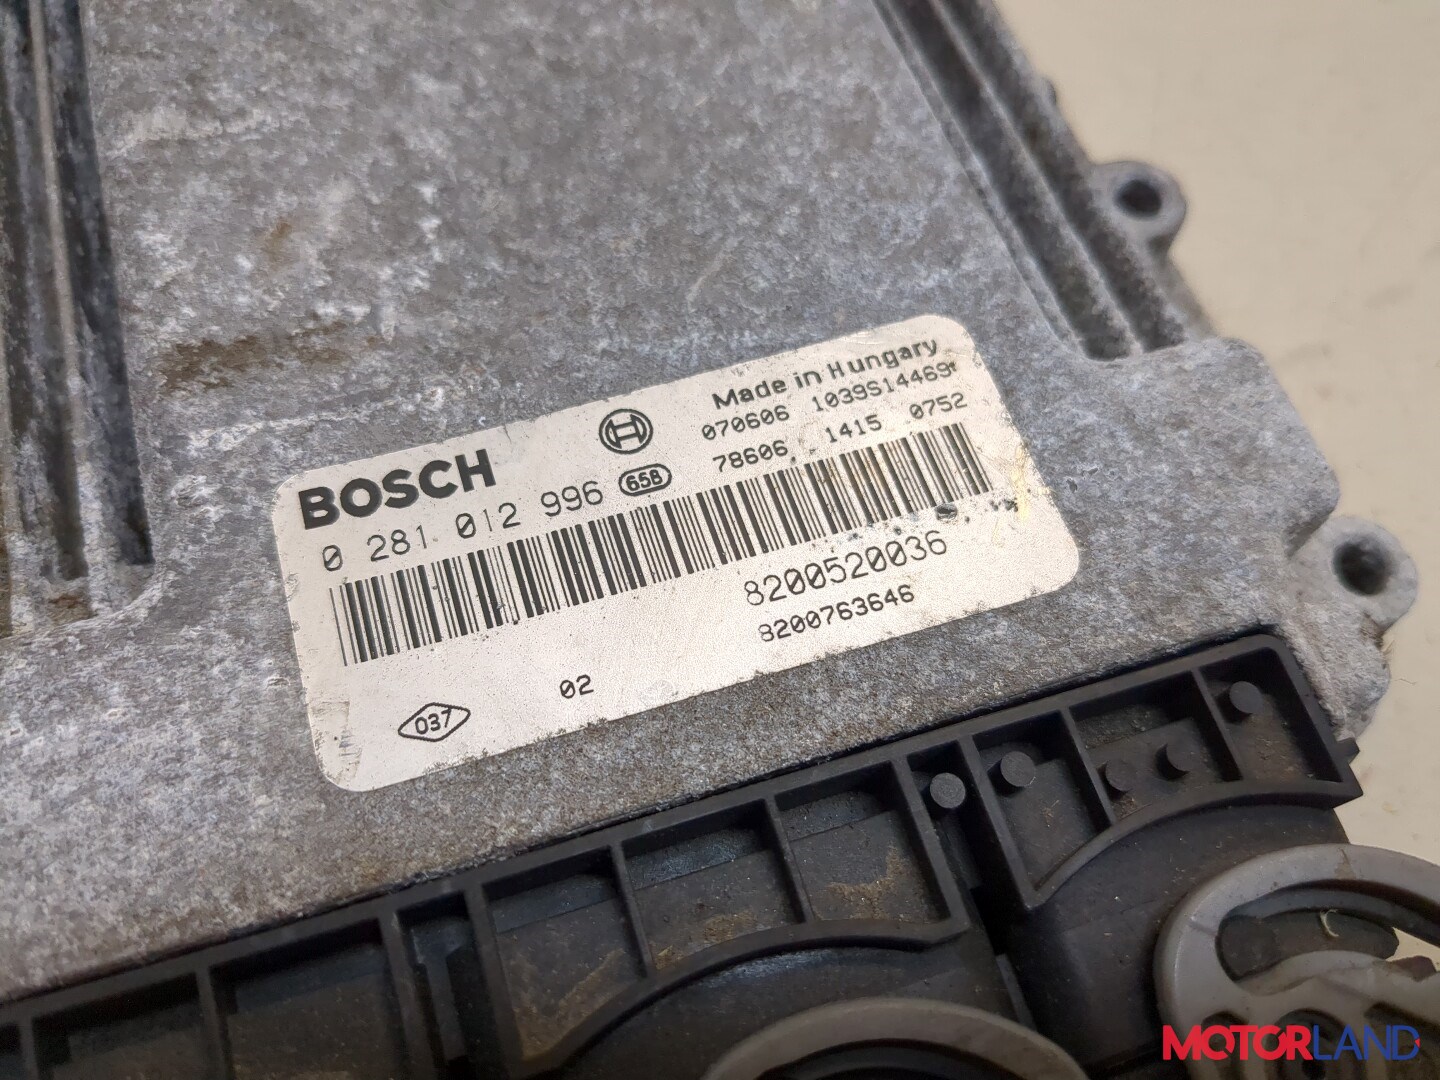 Made in Hungary
070606 1039S14469
78606 1415 0752
BOSCH
0 281 012 996 658
8200520036
8200763646
02
037
MOTORLAND